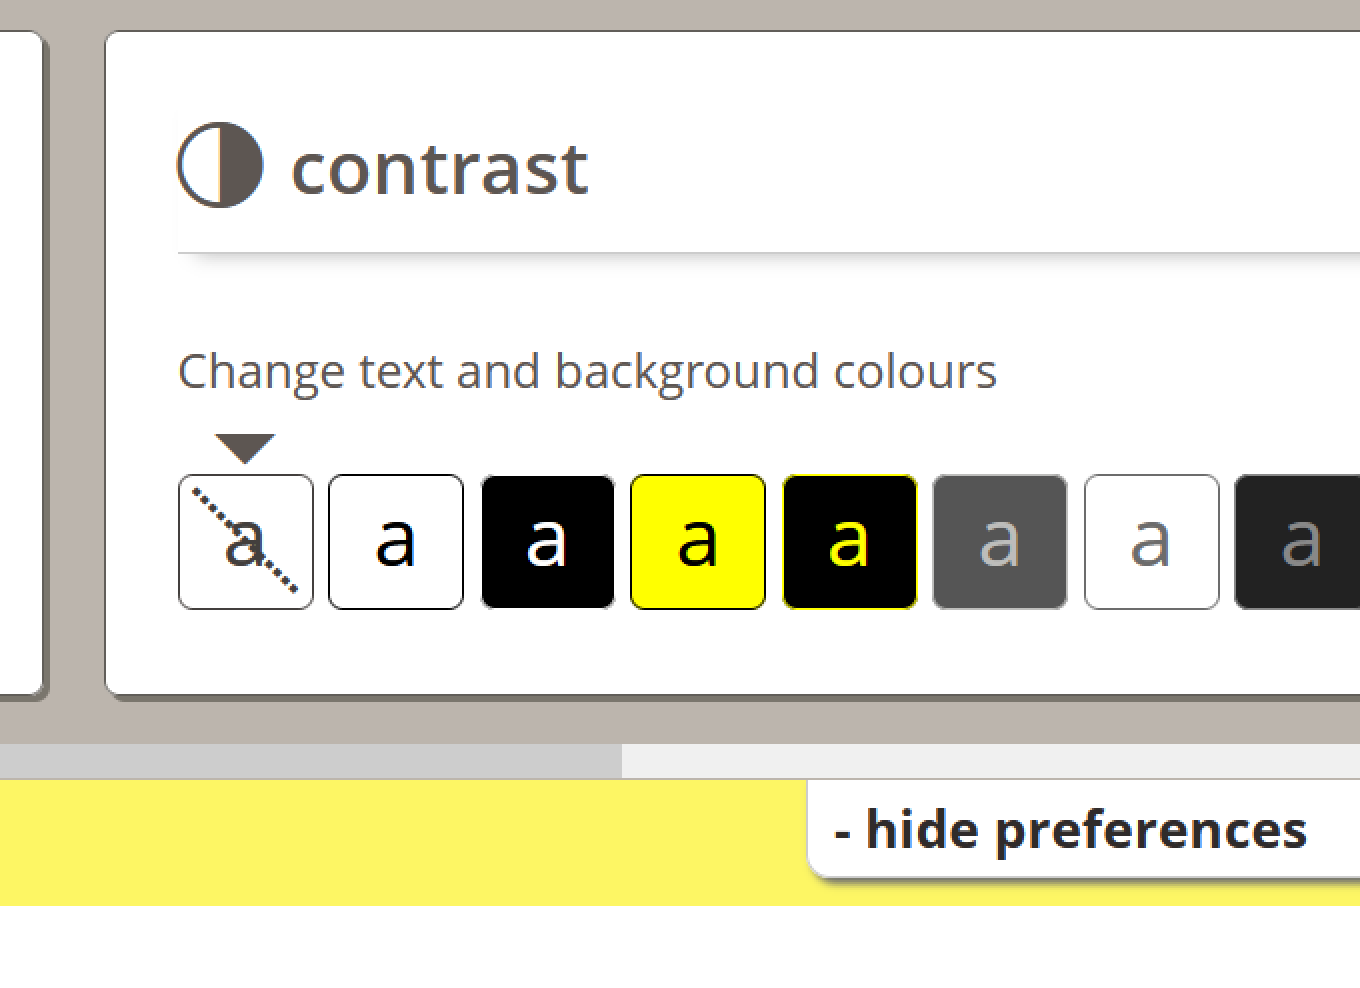 contrast
Change text and background colours
a a a a a a a a
- hide preferences